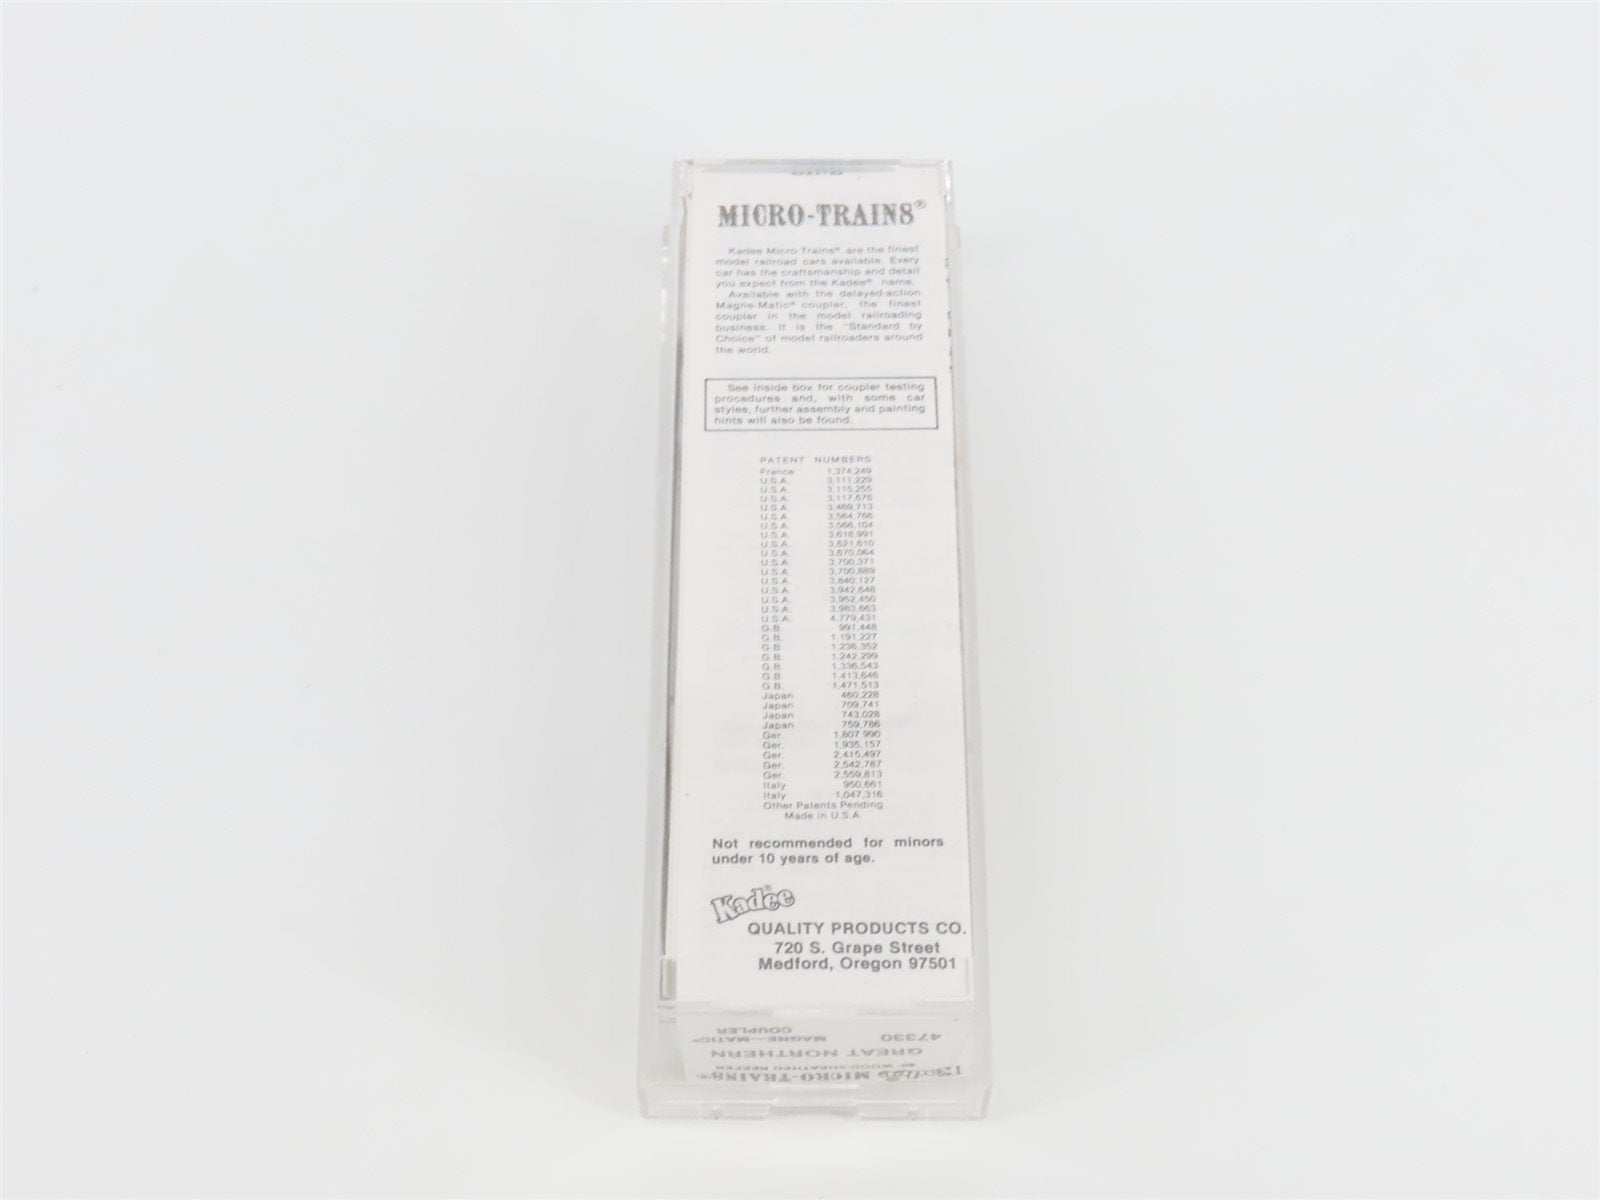 MICRO-TRAINS®
Kadee Micro-Trains® are the finest
model railroad cars available. Every
car has the craftsmanship and detail
you expect from the Kadee® name.
Available with the delayed-action
Magne-Matic® coupler, the finest
coupler in the model railroading
business. It is the "Standard by
Choice" of model railroaders around
the world.
See inside box for coupler testing
procedures and, with some car
styles, further assembly and painting
hints will also be found.
PATENT NUMBERS
France 1,374,249
U.S.A. 3,111,229
U.S.A. 3,115,255
U.S.A. 3,117,676
U.S.A. 3,469,713
U.S.A. 3,564,766
U.S.A. 3,566,104
U.S.A. 3,618,991
U.S.A. 3,621,610
U.S.A. 3,670,064
U.S.A. 3,700,371
U.S.A. 3,700,889
U.S.A. 3,840,127
U.S.A. 3,942,648
U.S.A. 3,952,450
U.S.A. 3,983,663
U.S.A. 4,779,431
G.B. 991,448
G.B. 1,191,227
G.B. 1,236,352
G.B. 1,242,299
G.B. 1,336,543
G.B. 1,413,646
G.B. 1,471,513
Japan 460,228
Japan 709,741
Japan 743,028
Japan 759,786
Ger. 1,807,990
Ger. 1,935,157
Ger. 2,415,497
Ger. 2,542,787
Ger. 2,559,813
Italy 950,661
Italy 1,047,316
Other Patents Pending
Made in U.S.A.
Not recommended for minors
under 10 years of age.
Kadee®
QUALITY PRODUCTS CO.
720 S. Grape Street
Medford, Oregon 97501
MICRO-TRAINS®
40' WOOD SHEATHED REEFER
GREAT NORTHERN
47330 MAGNE-MATIC®
COUPLER